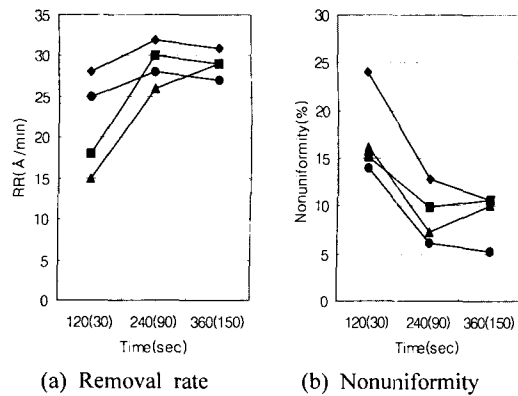 35
30
25
20
15
10
5
0
RR(Å/min)
120(30) 240(90) 360(150)
Time(sec)
(a) Removal rate
30
25
20
15
10
5
0
Nonuniformity(%)
120(30) 240(90) 360(150)
Time(sec)
(b) Nonuniformity